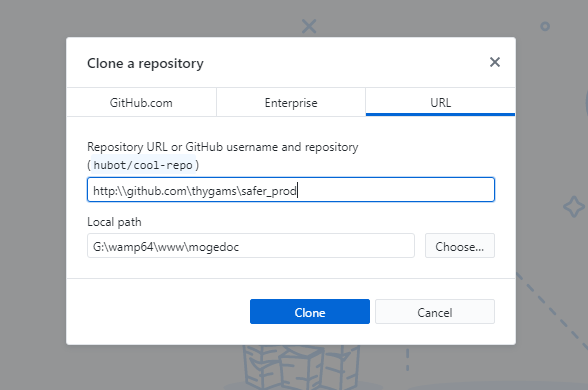 Clone a repository
GitHub.com Enterprise URL
Repository URL or GitHub username and repository
(hubot/cool-repo)
http:\\github.com\thygams\safer_prod
Local path
G:\wamp64\www\mogedoc Choose...
Clone Cancel